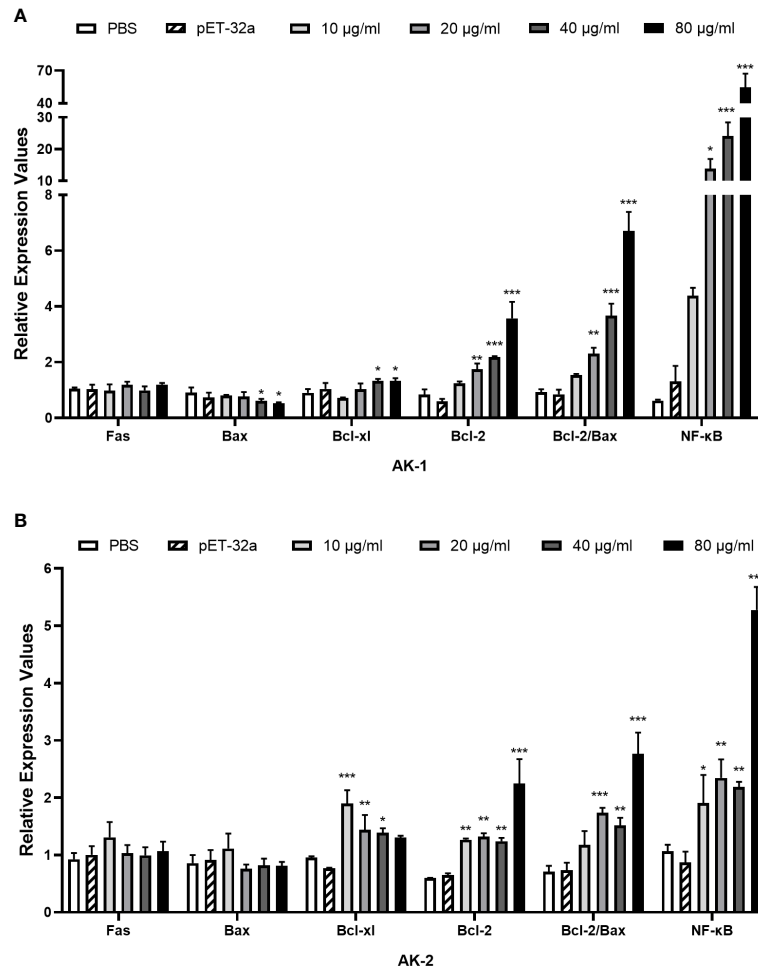 A
PBS pET-32a 10 μg/ml 20 μg/ml 40 μg/ml 80 μg/ml
Relative Expression Values
70
40
30
20
10
8
6
4
2
0
* * * * ** *** *** ** *** *** * *** ***
Fas Bax Bcl-xl Bcl-2 Bcl-2/Bax NF-κB
AK-1
B
PBS pET-32a 10 μg/ml 20 μg/ml 40 μg/ml 80 μg/ml
Relative Expression Values
6
5
4
3
2
1
0
*** ** * ** ** ** *** *** ** *** * ** ** **
Fas Bax Bcl-xl Bcl-2 Bcl-2/Bax NF-κB
AK-2